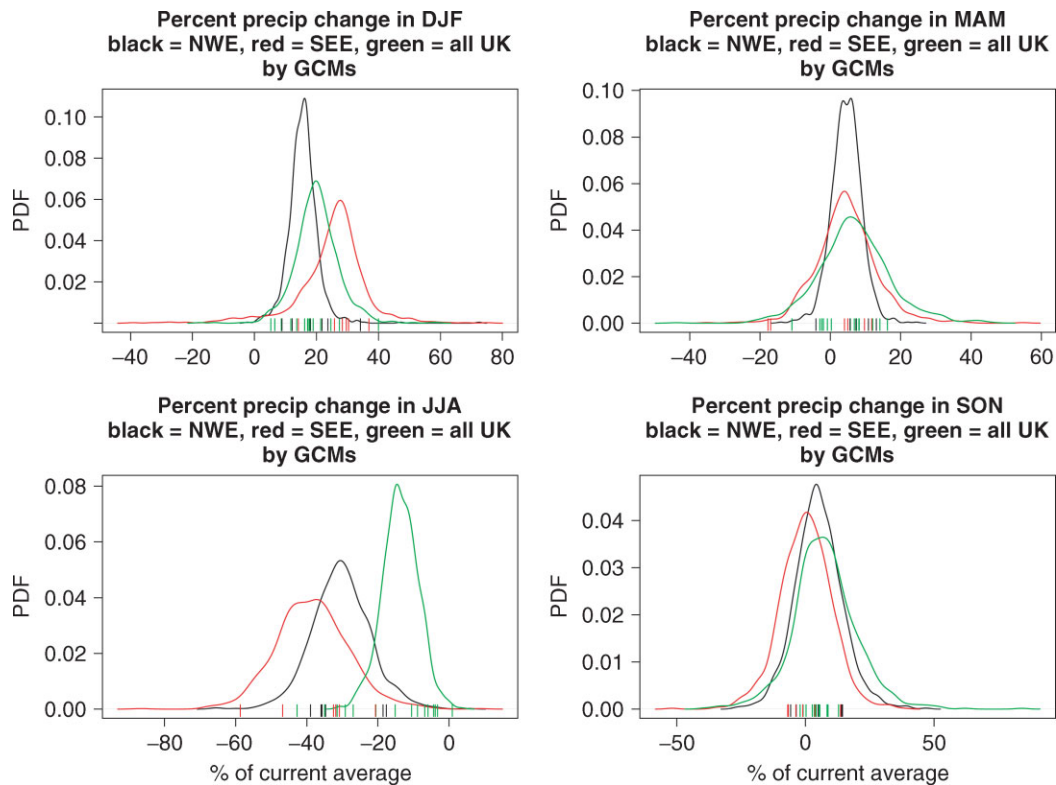 Percent precip change in DJF
black = NWE, red = SEE, green = all UK
by GCMs
PDF
0.10
0.08
0.06
0.04
0.02
−40
−20
0
20
40
60
80
Percent precip change in MAM
black = NWE, red = SEE, green = all UK
by GCMs
PDF
0.10
0.08
0.06
0.04
0.02
0.00
−40
−20
0
20
40
60
Percent precip change in JJA
black = NWE, red = SEE, green = all UK
by GCMs
PDF
0.08
0.06
0.04
0.02
0.00
−80
−60
−40
−20
0
% of current average
Percent precip change in SON
black = NWE, red = SEE, green = all UK
by GCMs
PDF
0.04
0.03
0.02
0.01
0.00
−50
0
50
% of current average